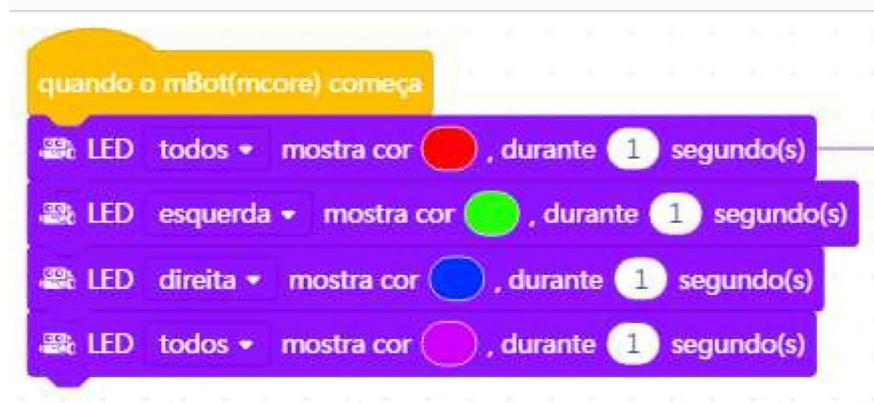 quando o mBot(mcore) começa
LED todos mostra cor , durante 1 segundo(s)
LED esquerda mostra cor , durante 1 segundo(s)
LED direita mostra cor , durante 1 segundo(s)
LED todos mostra cor , durante 1 segundo(s)